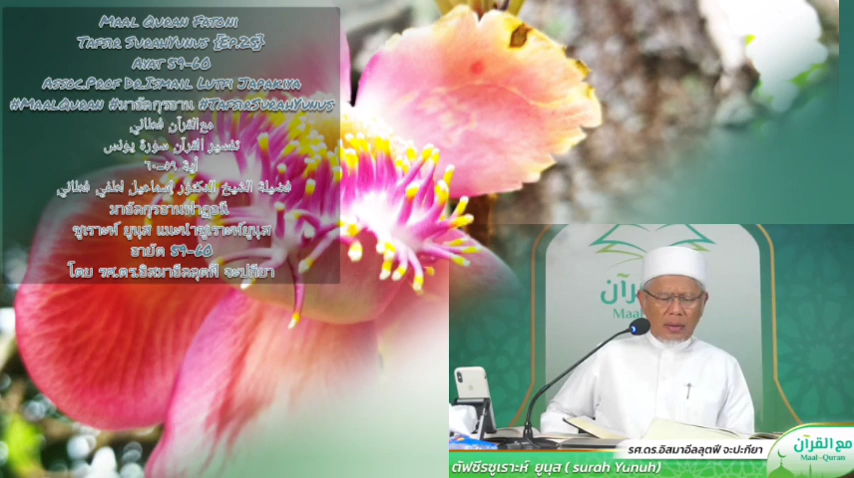 Maal Quran Fatoni
Tafsir SurahYunus {Ep.25}
Ayat 59-60
Assoc.Prof Dr.Ismail Lutfi Japakiya
#MaalQuran #มาอัลกุรอาน #TafsirSurahYunus
مع القرآن فطاني
تفسير القرآن سورة يونس
آية ٥٩-٦٠
فضيلة الشيخ الدكتور إسماعيل لطفي فطاني
มาอัลกุรอานฟาฏอนี
ซูเราะฟ์ ยูนุส แนะนำซูเราะฟ์ยูนุส
อายัต 59-60
โดย รศ.ดร.อิสมาอีลลุตฟี จะปกียา
القرآن
Maal
รศ.ดร.อิสมาอีลลุตฟี จะปะกียา
مع القرآن
Maal-Quran
ตัฟซีรซูเราะห์ ยูนุส ( surah Yunuh)